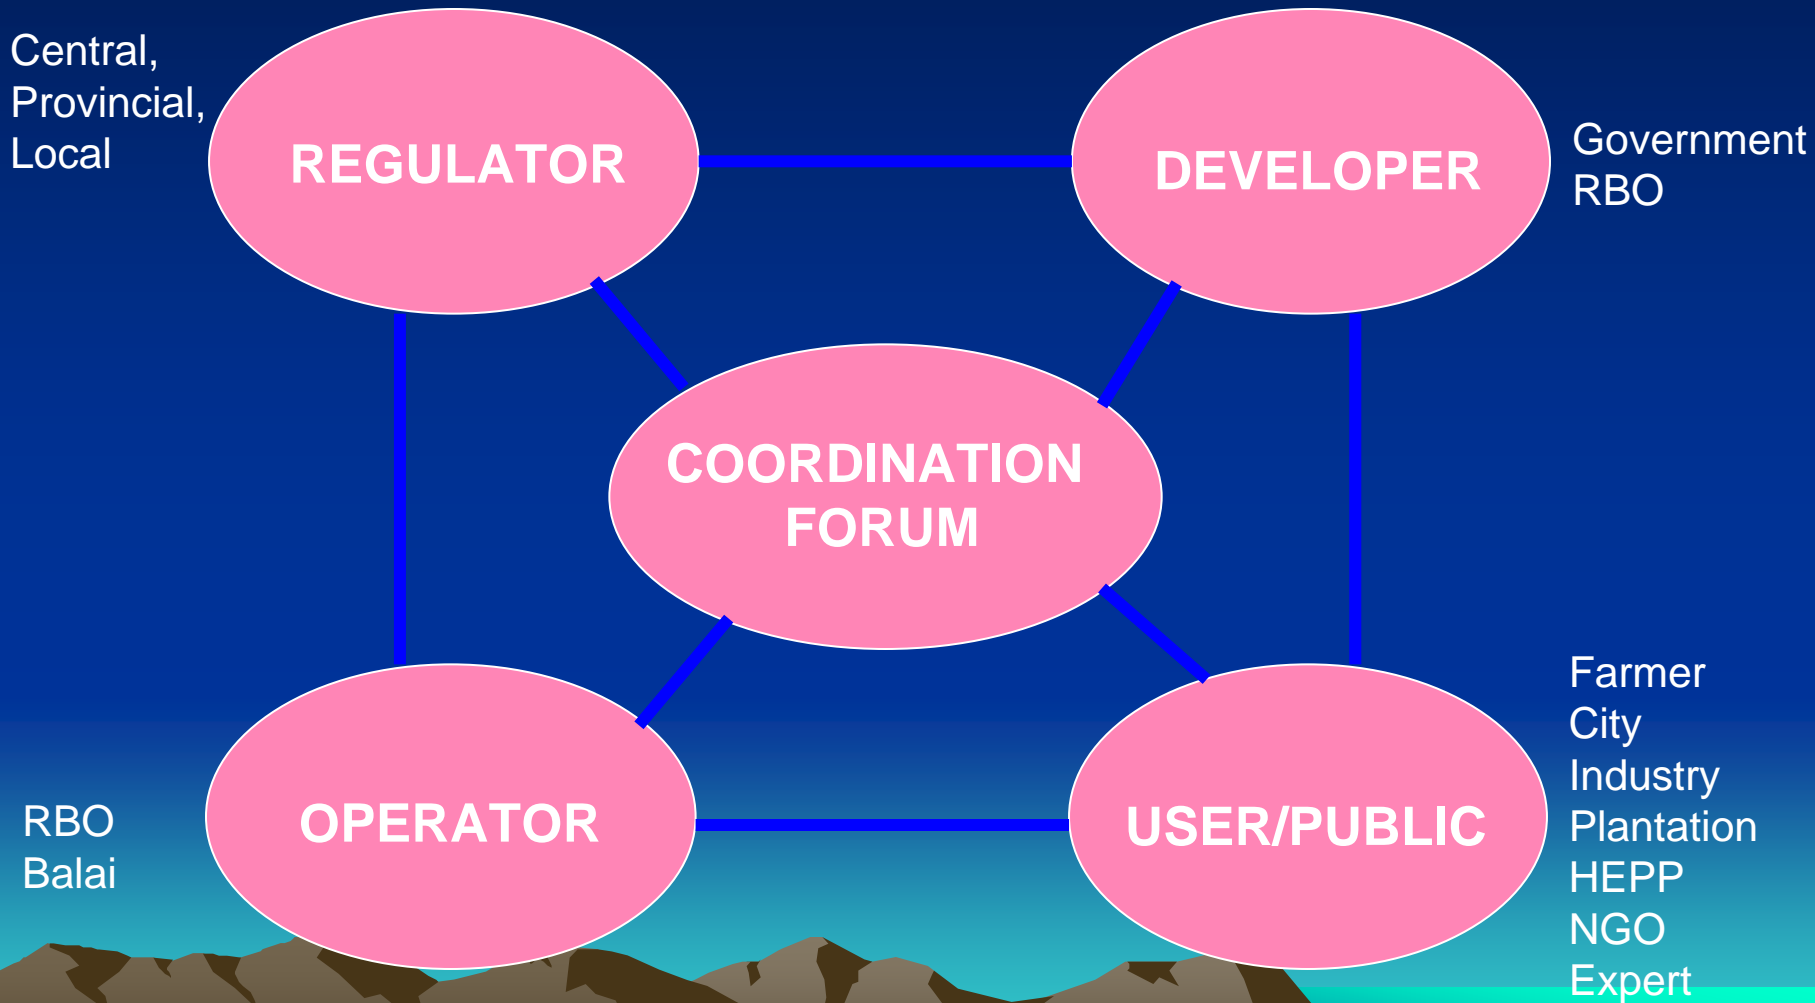 Central,
Provincial,
Local
REGULATOR
DEVELOPER
Government
RBO
COORDINATION
FORUM
RBO
Balai
OPERATOR
USER/PUBLIC
Farmer
City
Industry
Plantation
HEPP
NGO
Expert